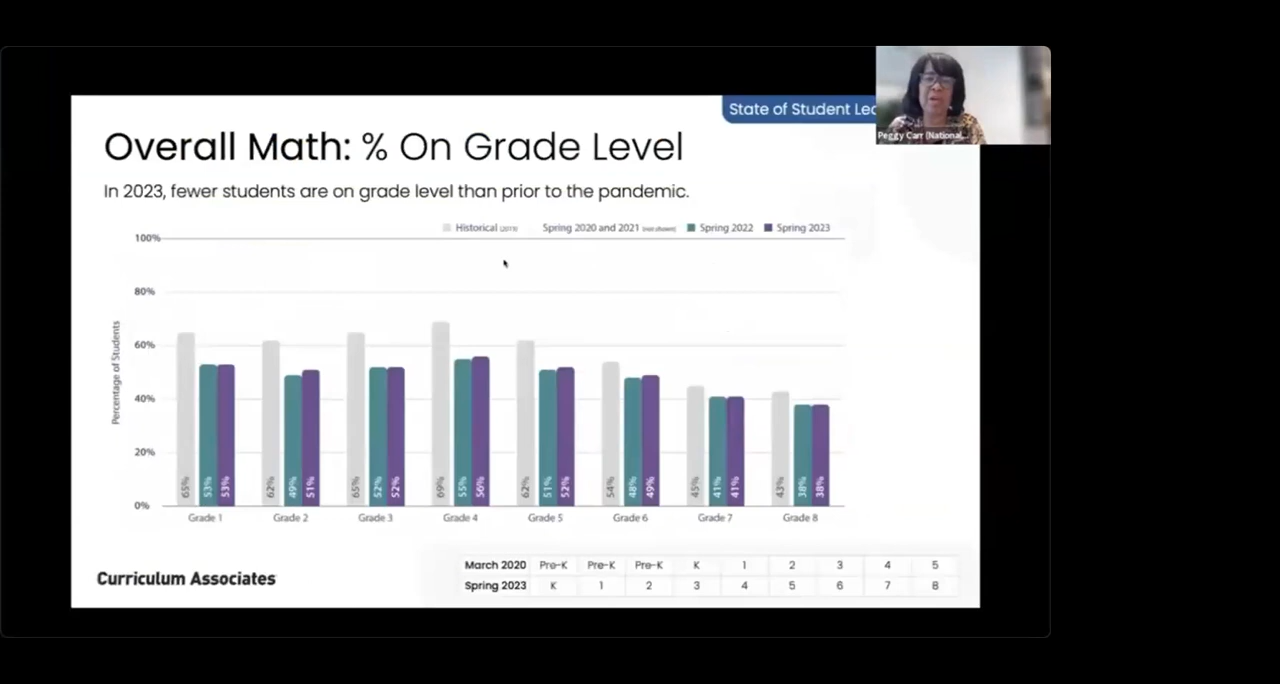 State of Student Lea
Peggy Carr (National...
Overall Math: % On Grade Level
In 2023, fewer students are on grade level than prior to the pandemic.
Historical (2019) Spring 2020 and 2021 (not shown) Spring 2022 Spring 2023
100%
80%
60%
40%
20%
0%
Percentage of Students
65% 53% 53% 62% 49% 51% 65% 52% 52% 69% 55% 56% 62% 51% 52% 54% 48% 49% 45% 41% 41% 43% 38% 38%
Grade 1 Grade 2 Grade 3 Grade 4 Grade 5 Grade 6 Grade 7 Grade 8
Curriculum Associates
March 2020 Pre-K Pre-K Pre-K K 1 2 3 4 5
Spring 2023 K 1 2 3 4 5 6 7 8